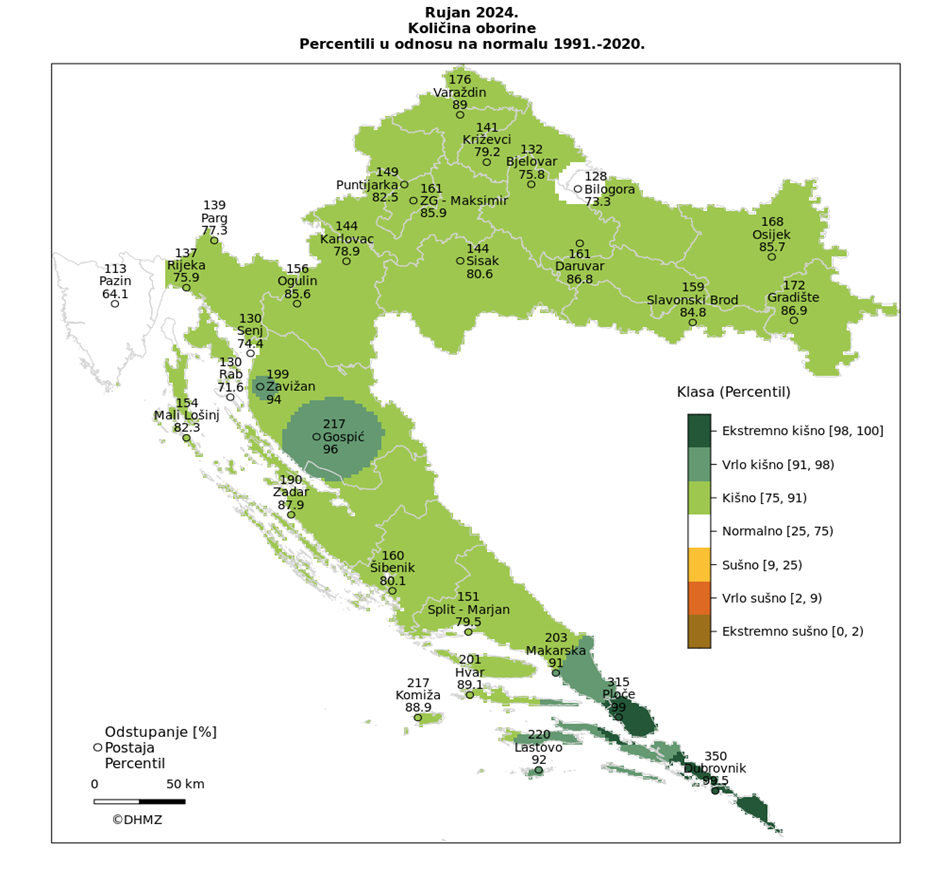 Rujan 2024.
Količina oborine
Percentili u odnosu na normalu 1991.-2020.
176
Varaždin
89
141
Križevci
79.2
132
Bjelovar
75.8
149
Puntijarka
82.5
161
ZG - Maksimir
85.9
128
Bilogora
73.3
139
Parg
77.3
144
Karlovac
78.9
144
Sisak
80.6
161
Daruvar
86.8
168
Osijek
85.7
137
Rijeka
75.9
113
Pazin
64.1
156
Ogulin
85.6
159
Slavonski Brod
84.8
172
Gradište
86.9
130
Senj
74.4
130
Rab
71.6
199
Zavižan
94
154
Mali Lošinj
82.3
217
Gospić
96
190
Zadar
87.9
160
Šibenik
80.1
151
Split - Marjan
79.5
203
Makarska
91
201
Hvar
89.1
217
Komiža
88.9
315
Ploče
99
220
Lastovo
92
350
Dubrovnik
99.5
Klasa (Percentil)
Ekstremno kišno [98, 100]
Vrlo kišno [91, 98)
Kišno [75, 91)
Normalno [25, 75)
Sušno [9, 25)
Vrlo sušno [2, 9)
Ekstremno sušno [0, 2)
Odstupanje [%]
Postaja
Percentil
0 50 km
©DHMZ